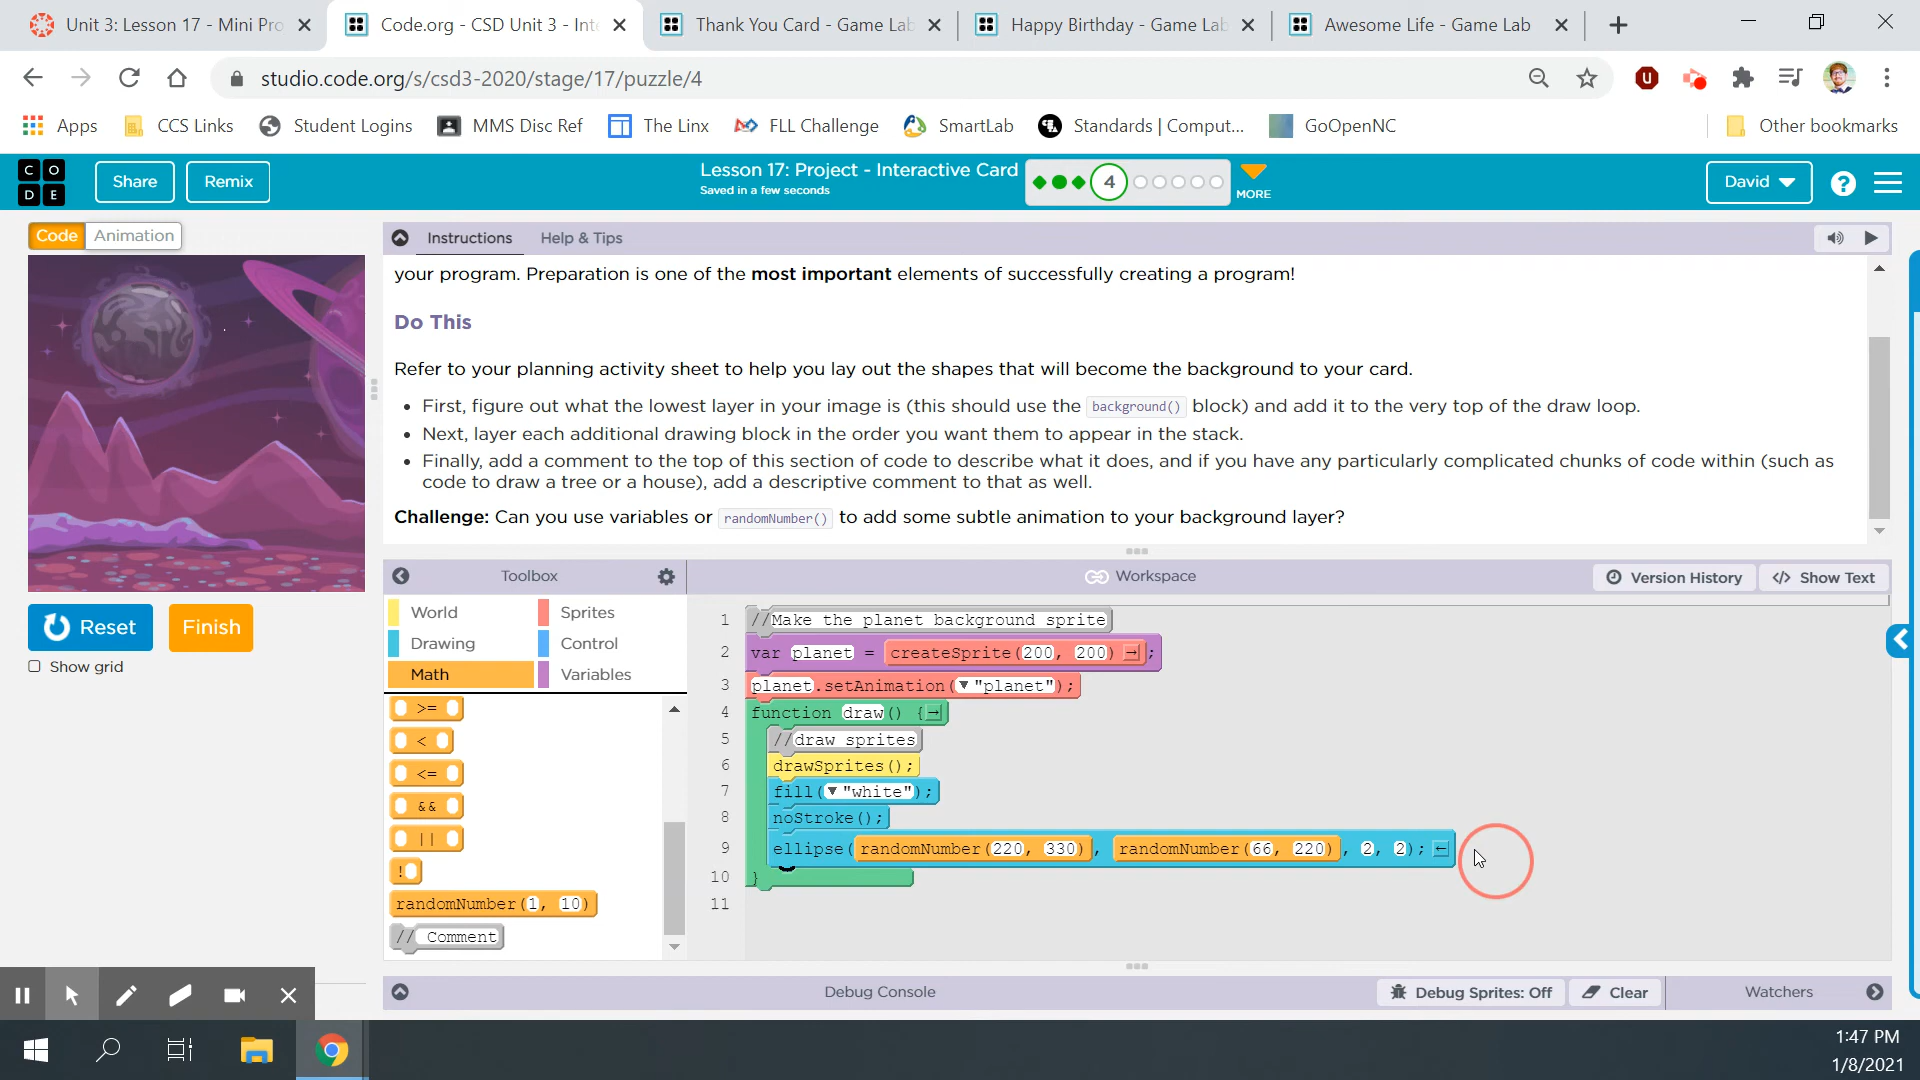 Unit 3: Lesson 17 - Mini Pro
Code.org - CSD Unit 3 - Inte
Thank You Card - Game Lab
Happy Birthday - Game Lab
Awesome Life - Game Lab
studio.code.org/s/csd3-2020/stage/17/puzzle/4
Apps
CCS Links
Student Logins
MMS Disc Ref
The Linx
FLL Challenge
SmartLab
Standards | Comput...
GoOpenNC
Other bookmarks
C O
D E
Share
Remix
Lesson 17: Project - Interactive Card
Saved in a few seconds
4
MORE
David
?
Code
Animation
Instructions
Help & Tips
your program. Preparation is one of the most important elements of successfully creating a program!
Do This
Refer to your planning activity sheet to help you lay out the shapes that will become the background to your card.
• First, figure out what the lowest layer in your image is (this should use the background() block) and add it to the very top of the draw loop.
• Next, layer each additional drawing block in the order you want them to appear in the stack.
• Finally, add a comment to the top of this section of code to describe what it does, and if you have any particularly complicated chunks of code within (such as
code to draw a tree or a house), add a descriptive comment to that as well.
Challenge: Can you use variables or randomNumber() to add some subtle animation to your background layer?
Reset
Finish
Show grid
Toolbox
Workspace
Version History
</> Show Text
World
Sprites
Drawing
Control
Math
Variables
>=
<
<=
&&
||
!
randomNumber(1, 10)
// Comment
1 //Make the planet background sprite
2 var planet = createSprite(200, 200);
3 planet.setAnimation("planet");
4 function draw() {
5 //draw sprites
6 drawSprites();
7 fill("white");
8 noStroke();
9 ellipse(randomNumber(220, 330), randomNumber(66, 220), 2, 2);
10 }
11
Debug Console
Debug Sprites: Off
Clear
Watchers
1:47 PM
1/8/2021